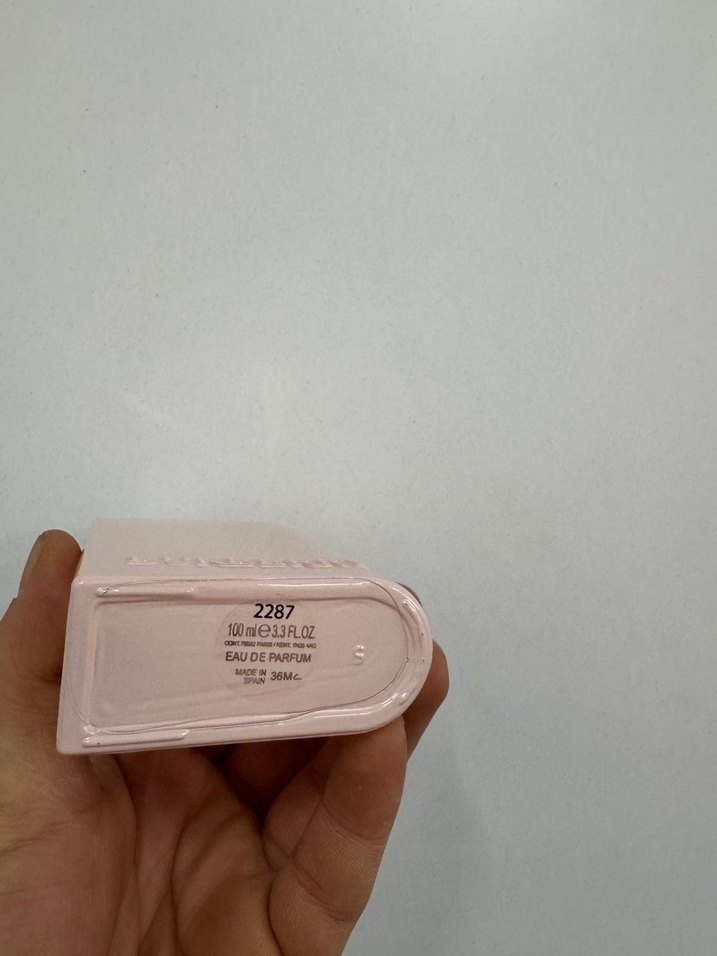 2287
100 ml e 3.3 FL.OZ
EAU DE PARFUM
MADE IN
SPAIN 36M